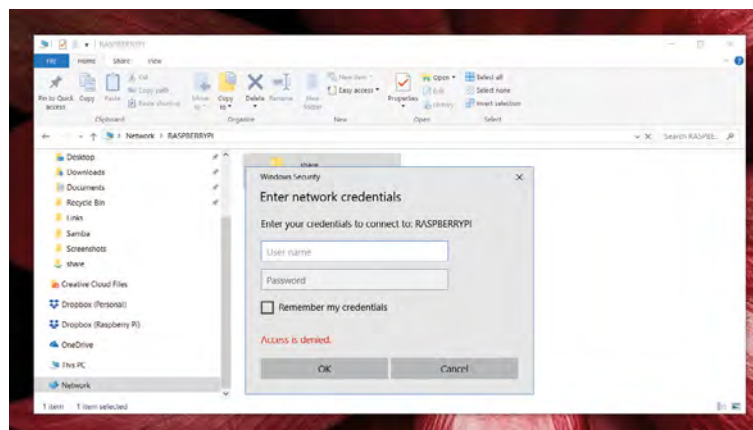 RASPBERRYPI
File Home Share View
Pin to Quick access
Copy
Paste
Cut
Copy path
Paste shortcut
Move to
Copy to
Delete
Rename
New folder
New item
Easy access
Properties
Open
Edit
History
Select all
Select none
Invert selection
Clipboard Organize New Open Select
Network > RASPBERRYPI
Search RASPBE...
Desktop
Downloads
Documents
Recycle Bin
Links
Samba
Screenshots
share
Creative Cloud Files
Dropbox (Personal)
Dropbox (Raspberry Pi)
OneDrive
This PC
Network
share
Windows Security
Enter network credentials
Enter your credentials to connect to: RASPBERRYPI
User name
Password
Remember my credentials
Access is denied.
OK Cancel
1 item 1 item selected